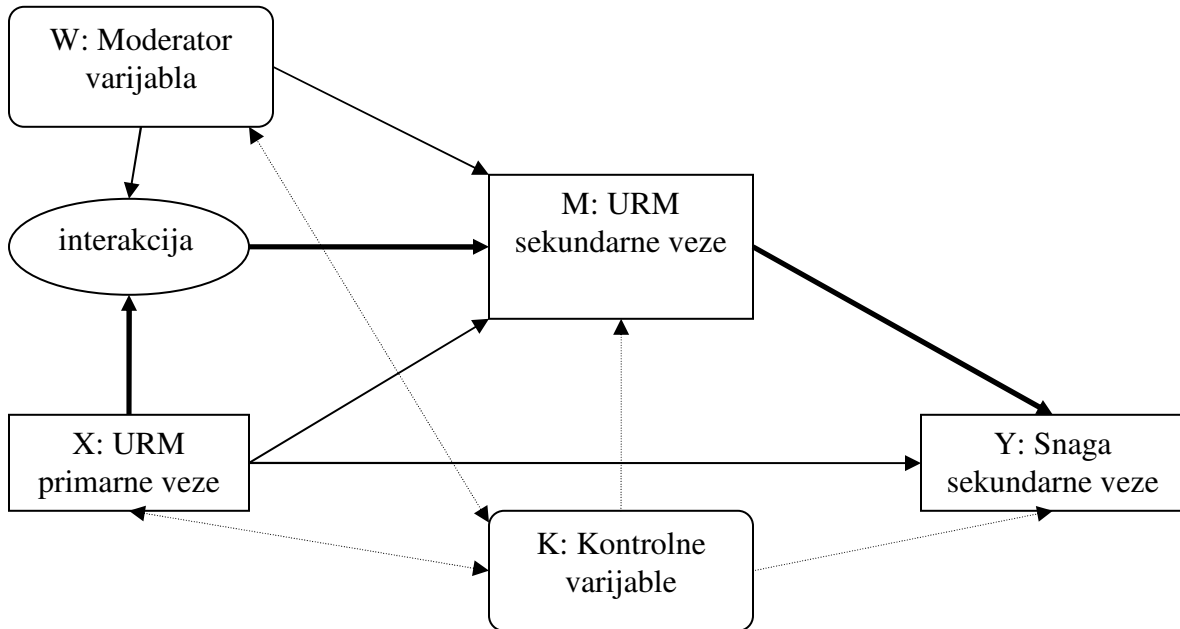 W: Moderator
varijabla
interakcija
M: URM
sekundarne veze
X: URM
primarne veze
Y: Snaga
sekundarne veze
K: Kontrolne
varijable